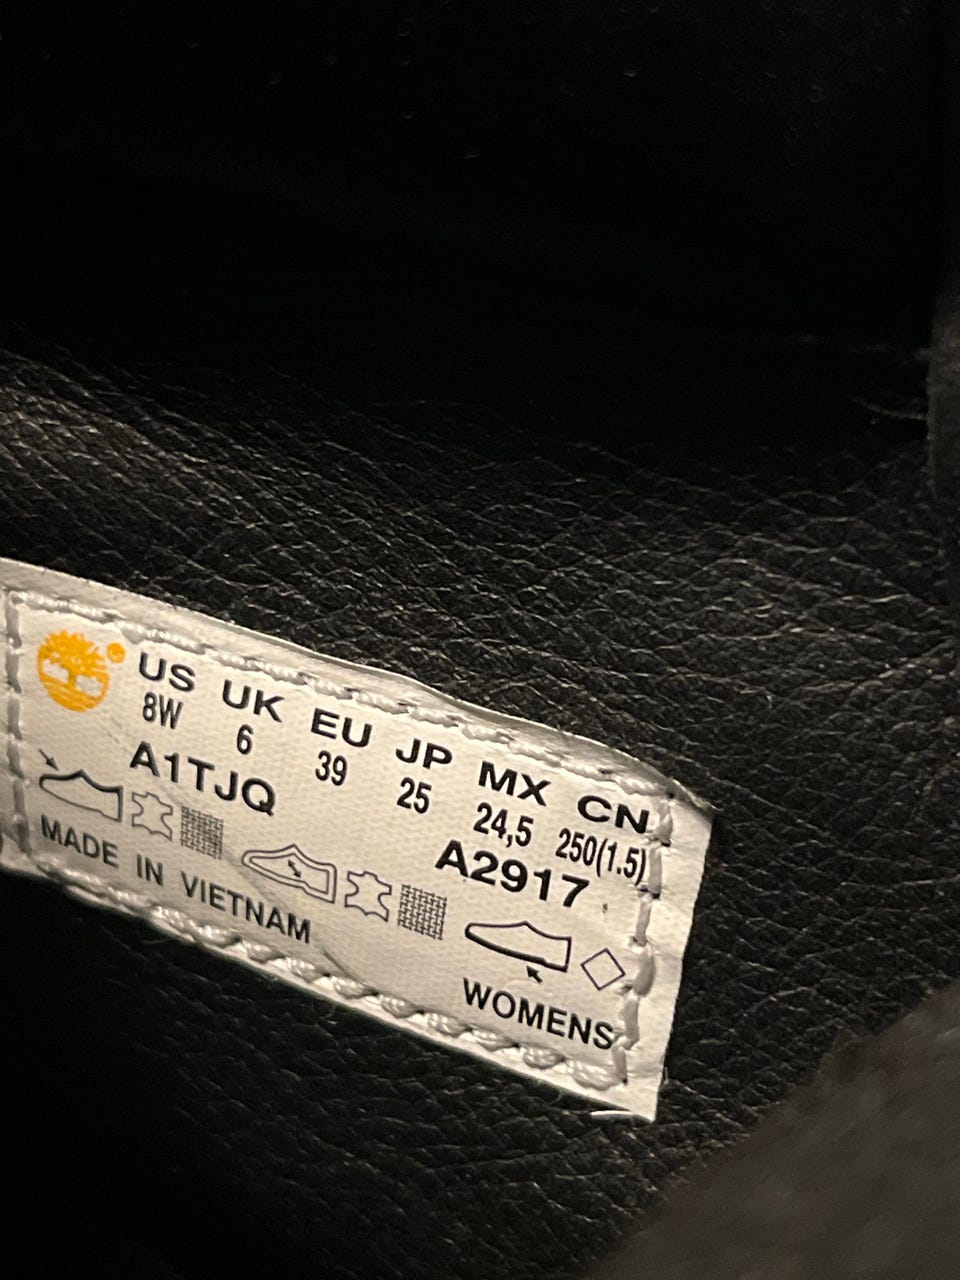 US UK EU JP MX CN
8W 6 39 25 24,5 250(1.5)
A1TJQ A2917
MADE IN VIETNAM
WOMENS